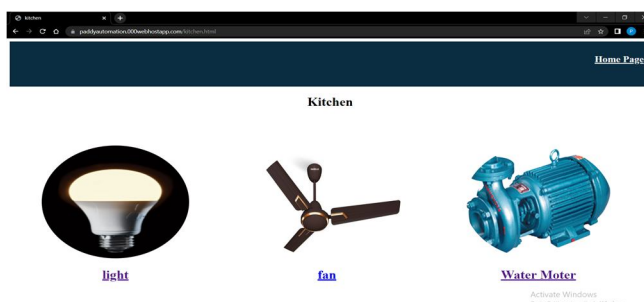 kitchen
paddyautomation.000webhostapp.com/kitchen.html
Home Page
Kitchen
light
fan
Water Moter
Activate Windows